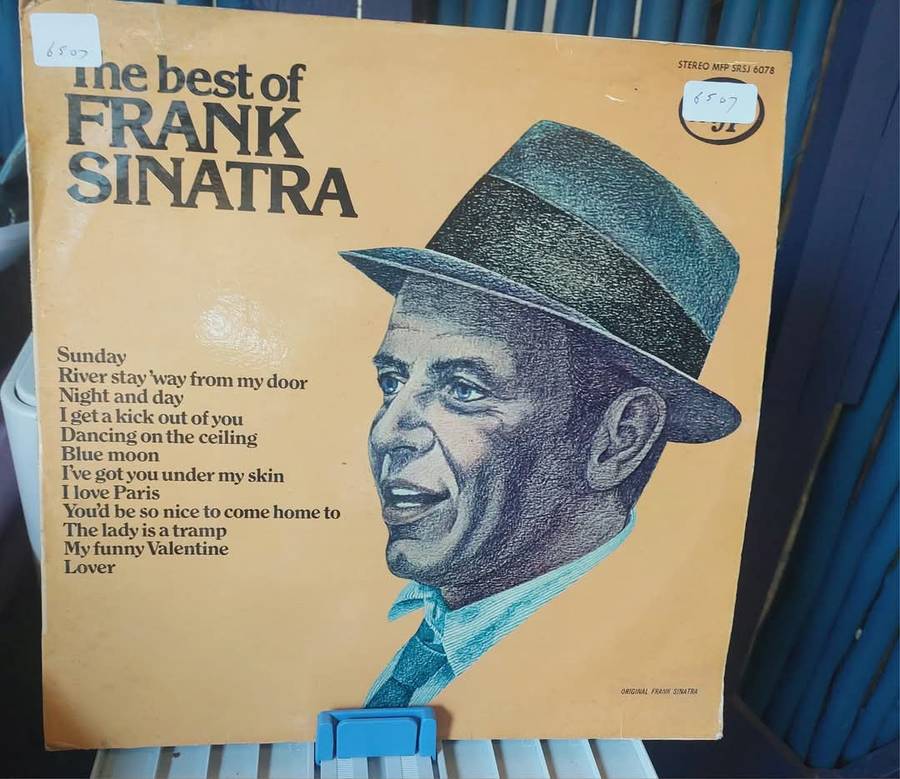 6507
The best of
FRANK
SINATRA
STEREO MFP SRSJ 6078
6507
Sunday
River stay 'way from my door
Night and day
I get a kick out of you
Dancing on the ceiling
Blue moon
I've got you under my skin
I love Paris
You'd be so nice to come home to
The lady is a tramp
My funny Valentine
Lover
ORIGINAL FRANK SINATRA